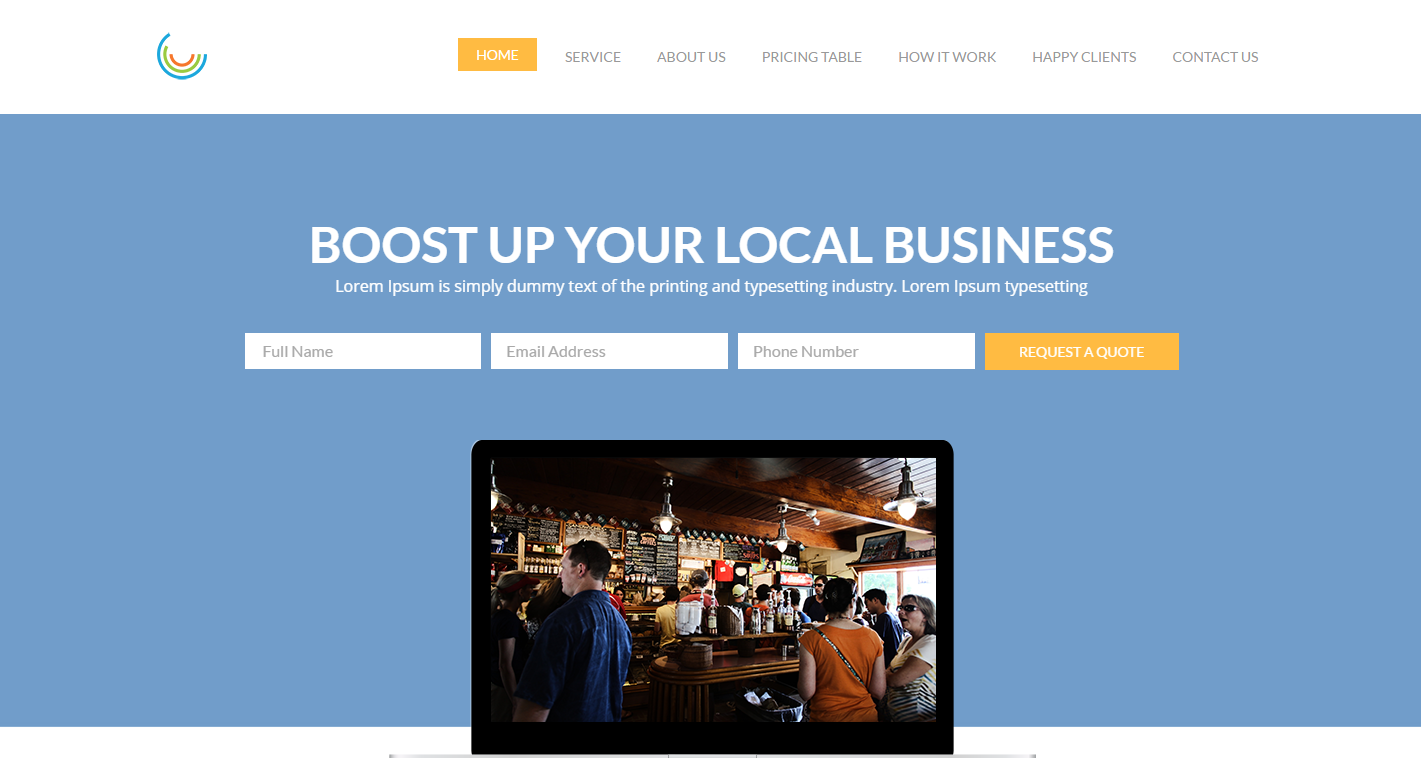 HOME SERVICE ABOUT US PRICING TABLE HOW IT WORK HAPPY CLIENTS CONTACT US
BOOST UP YOUR LOCAL BUSINESS
Lorem Ipsum is simply dummy text of the printing and typesetting industry. Lorem Ipsum typesetting
Full Name Email Address Phone Number REQUEST A QUOTE